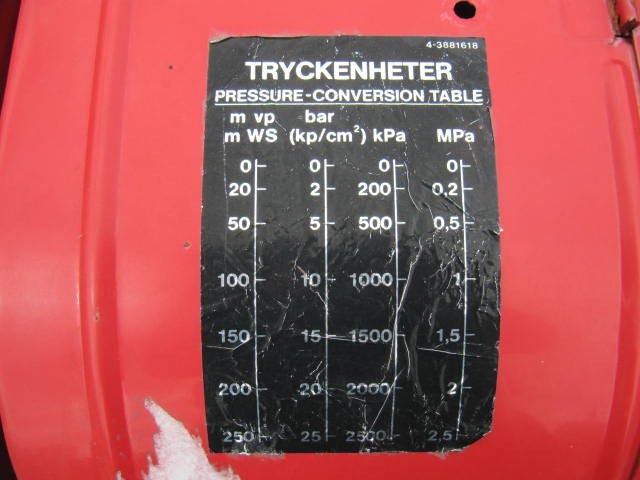 4-3881618
TRYCKENHETER
PRESSURE-CONVERSION TABLE
m vp bar
m WS (kp/cm²) kPa MPa
0 0 0 0
20 2 200 0,2
50 5 500 0,5
100 10 1000 1
150 15 1500 1,5
200 20 2000 2
250 25 2500 2,5